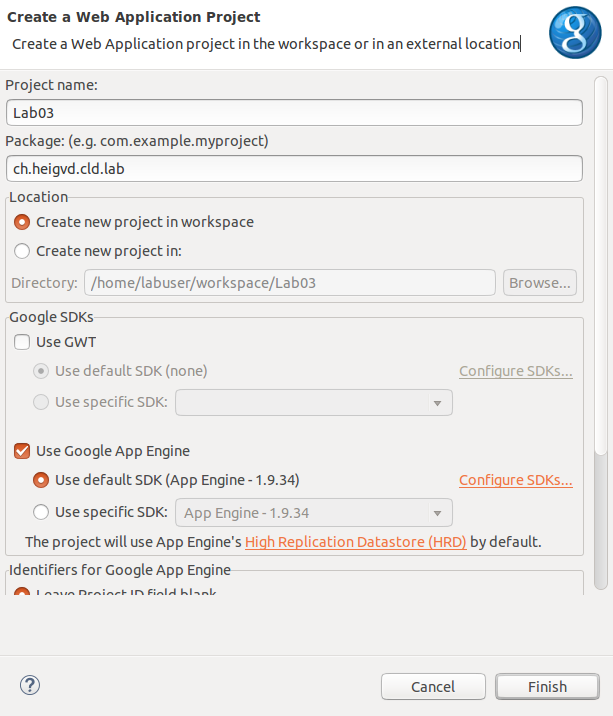 Create a Web Application Project
Create a Web Application project in the workspace or in an external location
g
Project name:
Lab03
Package: (e.g. com.example.myproject)
ch.heigvd.cld.lab
Location
Create new project in workspace
Create new project in:
Directory: /home/labuser/workspace/Lab03 Browse...
Google SDKs
Use GWT
Use default SDK (none) Configure SDKs...
Use specific SDK:
Use Google App Engine
Use default SDK (App Engine - 1.9.34) Configure SDKs...
Use specific SDK: App Engine - 1.9.34
The project will use App Engine's High Replication Datastore (HRD) by default.
Identifiers for Google App Engine
Leave Project ID field blank
? Cancel Finish